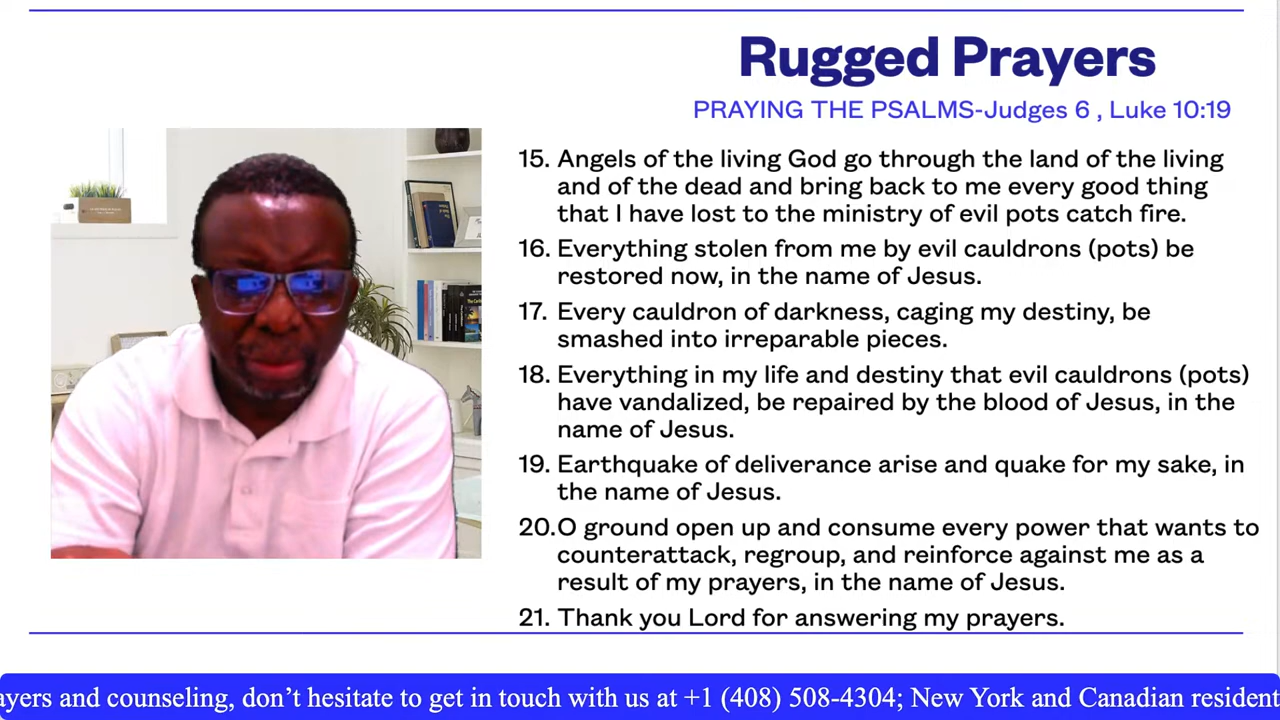 Rugged Prayers
PRAYING THE PSALMS-Judges 6 , Luke 10:19
15. Angels of the living God go through the land of the living
and of the dead and bring back to me every good thing
that I have lost to the ministry of evil pots catch fire.
16. Everything stolen from me by evil cauldrons (pots) be
restored now, in the name of Jesus.
17. Every cauldron of darkness, caging my destiny, be
smashed into irreparable pieces.
18. Everything in my life and destiny that evil cauldrons (pots)
have vandalized, be repaired by the blood of Jesus, in the
name of Jesus.
19. Earthquake of deliverance arise and quake for my sake, in
the name of Jesus.
20.O ground open up and consume every power that wants to
counterattack, regroup, and reinforce against me as a
result of my prayers, in the name of Jesus.
21. Thank you Lord for answering my prayers.
ayers and counseling, don’t hesitate to get in touch with us at +1 (408) 508-4304; New York and Canadian resident